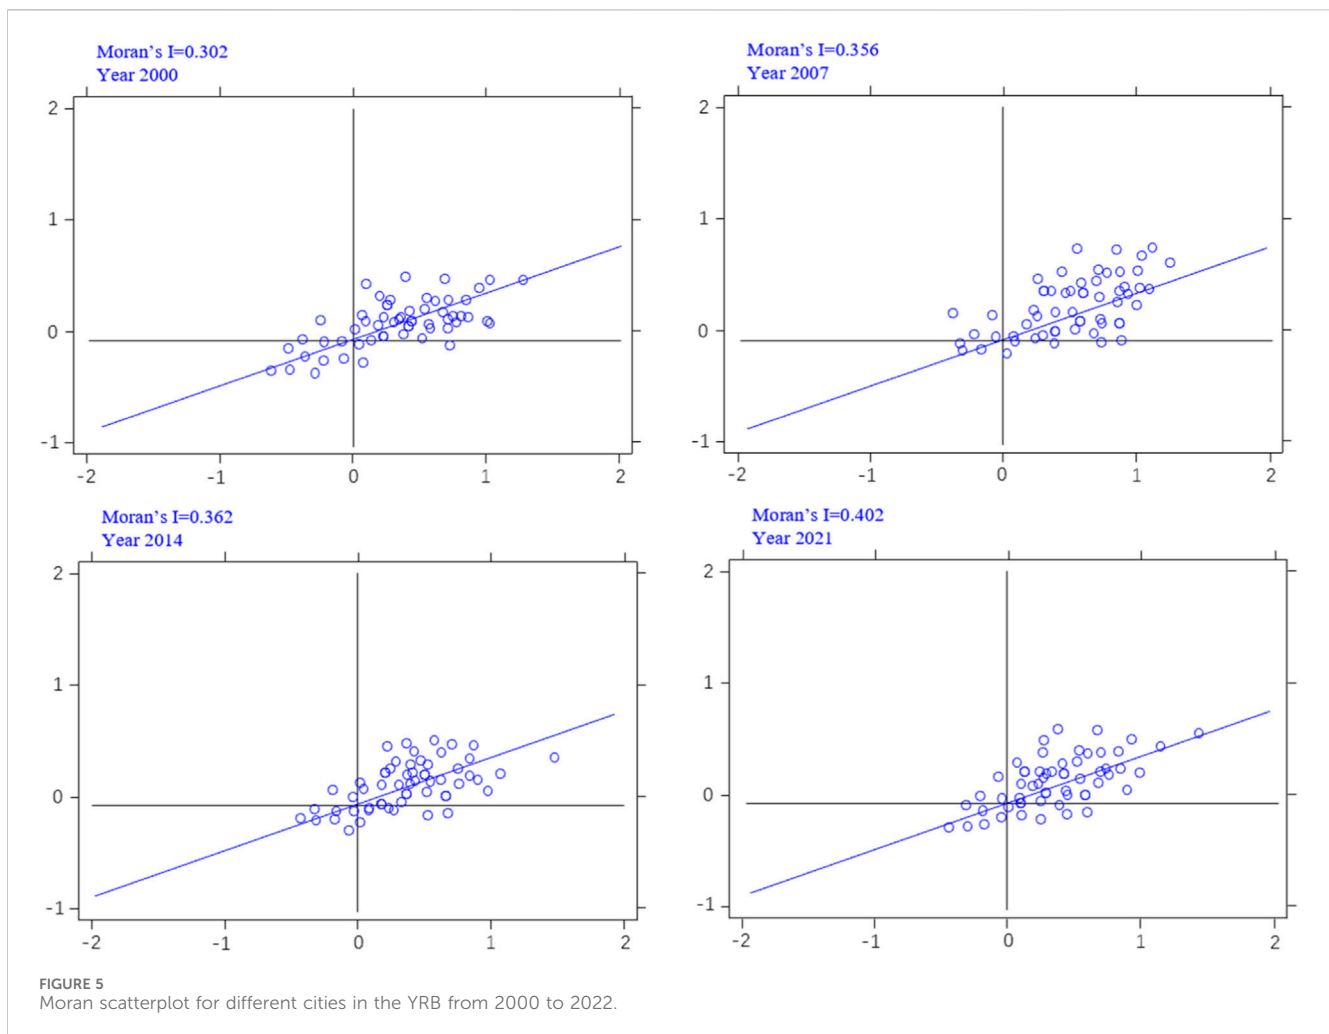 Moran's I=0.302
Year 2000
2
1
0
-1
-2 -1 0 1 2
Moran's I=0.356
Year 2007
2
1
0
-1
-2 -1 0 1 2
Moran's I=0.362
Year 2014
2
1
0
-1
-2 -1 0 1 2
Moran's I=0.402
Year 2021
2
1
0
-1
-2 -1 0 1 2
FIGURE 5
Moran scatterplot for different cities in the YRB from 2000 to 2022.